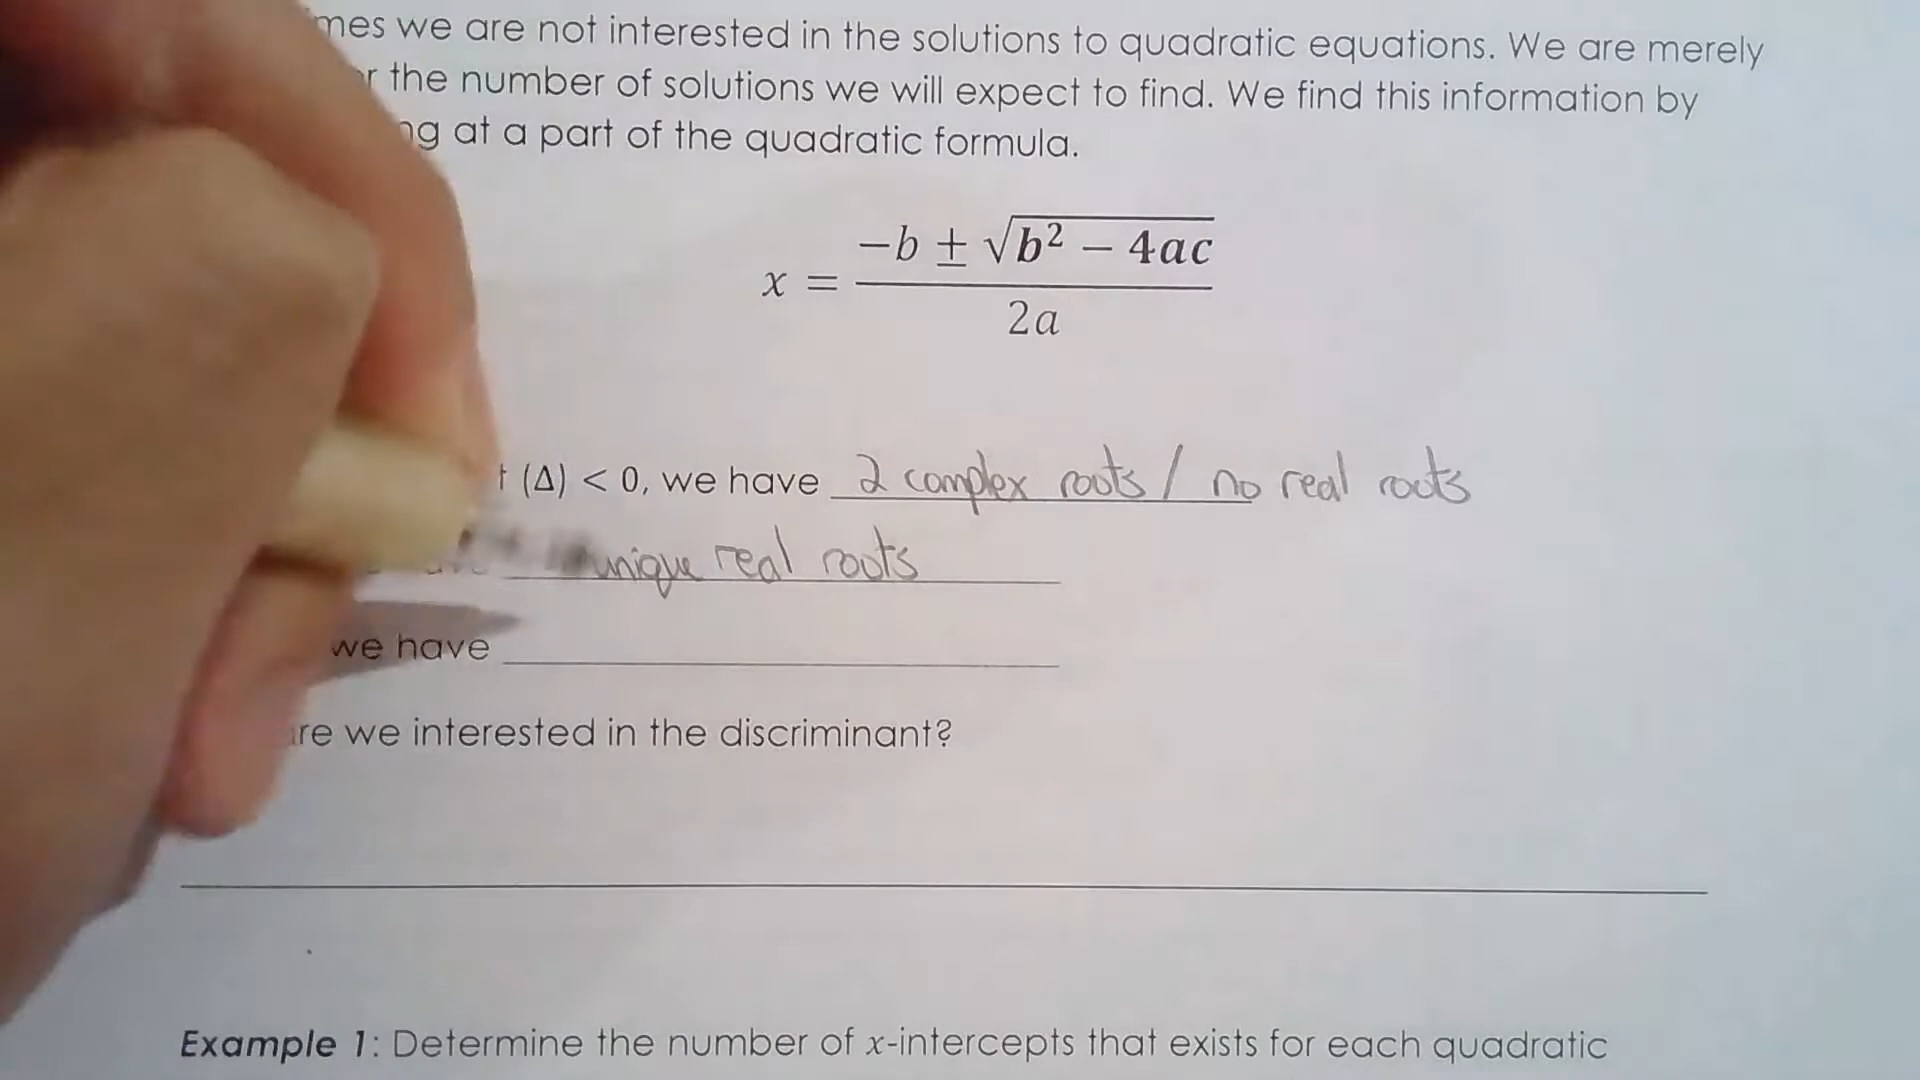 we are not interested in the solutions to quadratic equations. We are merely
the number of solutions we will expect to find. We find this information by
at a part of the quadratic formula.
x = −b ± √b² − 4ac / 2a
(Δ) < 0, we have 2 complex roots / no real roots
unique real roots
we have
we interested in the discriminant?
Example 1: Determine the number of x-intercepts that exists for each quadratic